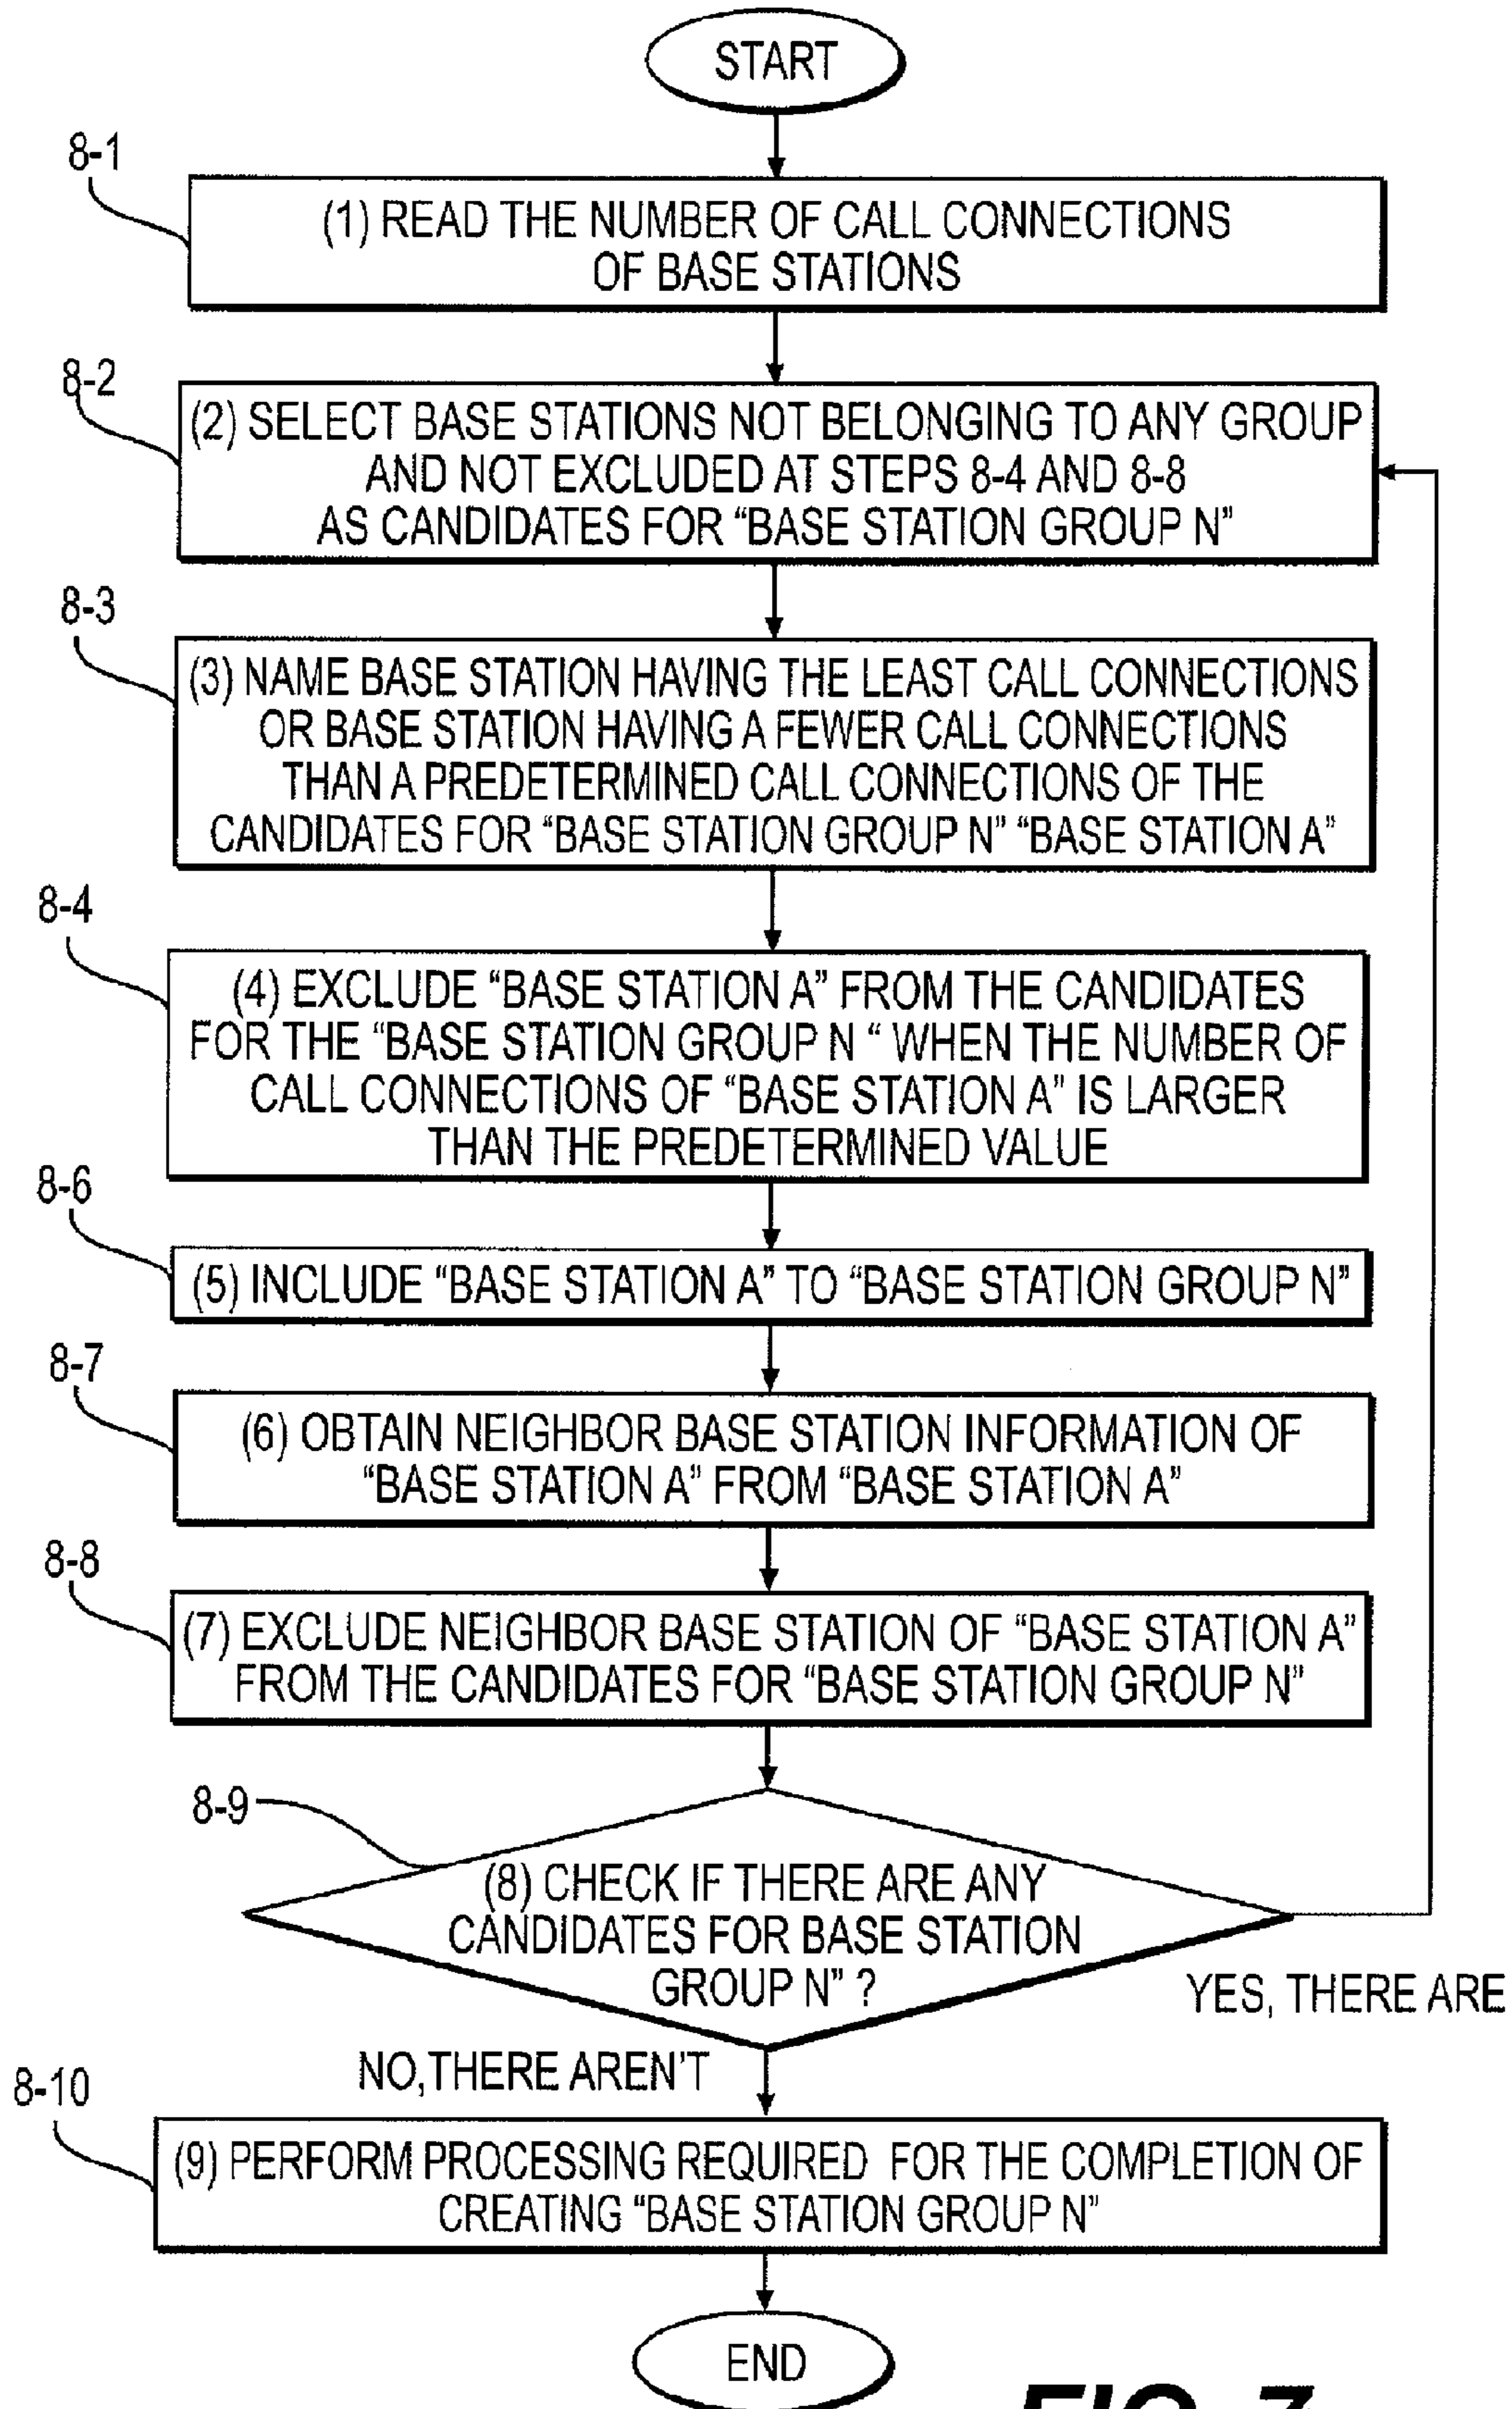 START
8-1
(1) READ THE NUMBER OF CALL CONNECTIONS
OF BASE STATIONS
8-2
(2) SELECT BASE STATIONS NOT BELONGING TO ANY GROUP
AND NOT EXCLUDED AT STEPS 8-4 AND 8-8
AS CANDIDATES FOR “BASE STATION GROUP N”
8-3
(3) NAME BASE STATION HAVING THE LEAST CALL CONNECTIONS
OR BASE STATION HAVING A FEWER CALL CONNECTIONS
THAN A PREDETERMINED CALL CONNECTIONS OF THE
CANDIDATES FOR “BASE STATION GROUP N” “BASE STATION A”
8-4
(4) EXCLUDE “BASE STATION A” FROM THE CANDIDATES
FOR THE “BASE STATION GROUP N “ WHEN THE NUMBER OF
CALL CONNECTIONS OF “BASE STATION A” IS LARGER
THAN THE PREDETERMINED VALUE
8-6
(5) INCLUDE “BASE STATION A” TO “BASE STATION GROUP N”
8-7
(6) OBTAIN NEIGHBOR BASE STATION INFORMATION OF
“BASE STATION A” FROM “BASE STATION A”
8-8
(7) EXCLUDE NEIGHBOR BASE STATION OF “BASE STATION A”
FROM THE CANDIDATES FOR “BASE STATION GROUP N”
8-9
(8) CHECK IF THERE ARE ANY
CANDIDATES FOR BASE STATION
GROUP N” ?
YES, THERE ARE
NO,THERE AREN'T
8-10
(9) PERFORM PROCESSING REQUIRED FOR THE COMPLETION OF
CREATING “BASE STATION GROUP N”
END